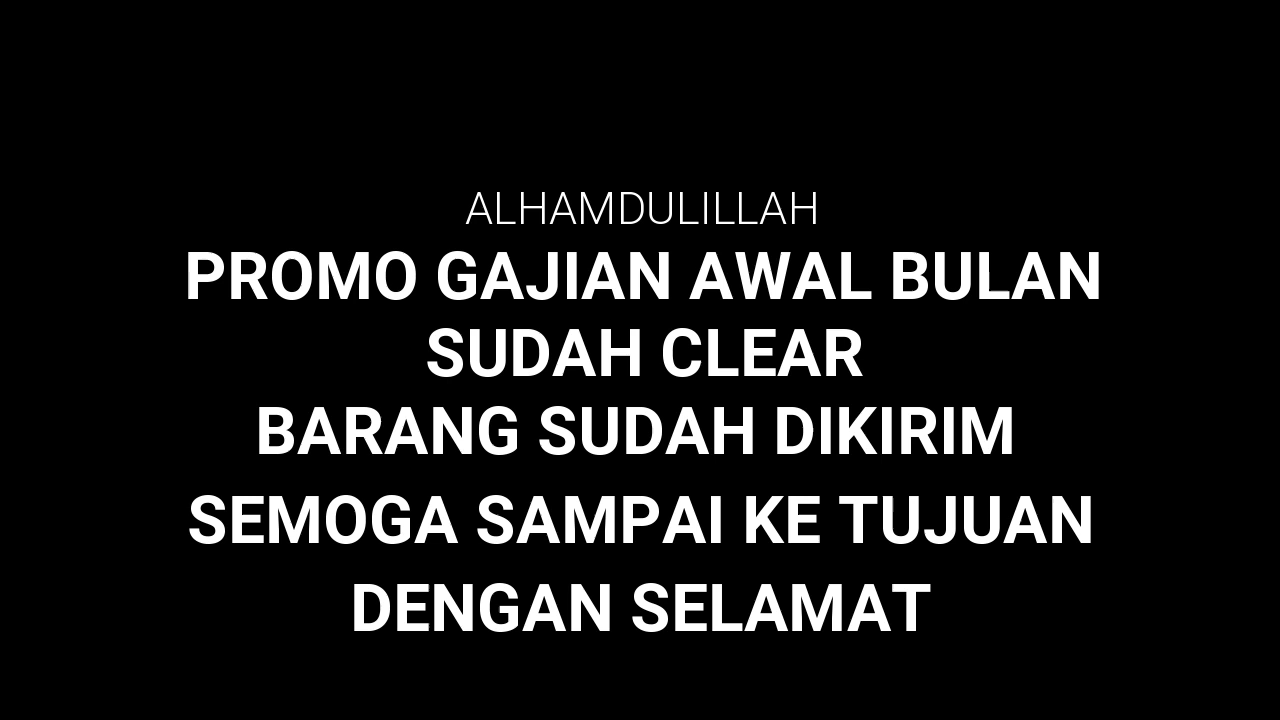 ALHAMDULILLAH
PROMO GAJIAN AWAL BULAN
SUDAH CLEAR
BARANG SUDAH DIKIRIM
SEMOGA SAMPAI KE TUJUAN
DENGAN SELAMAT